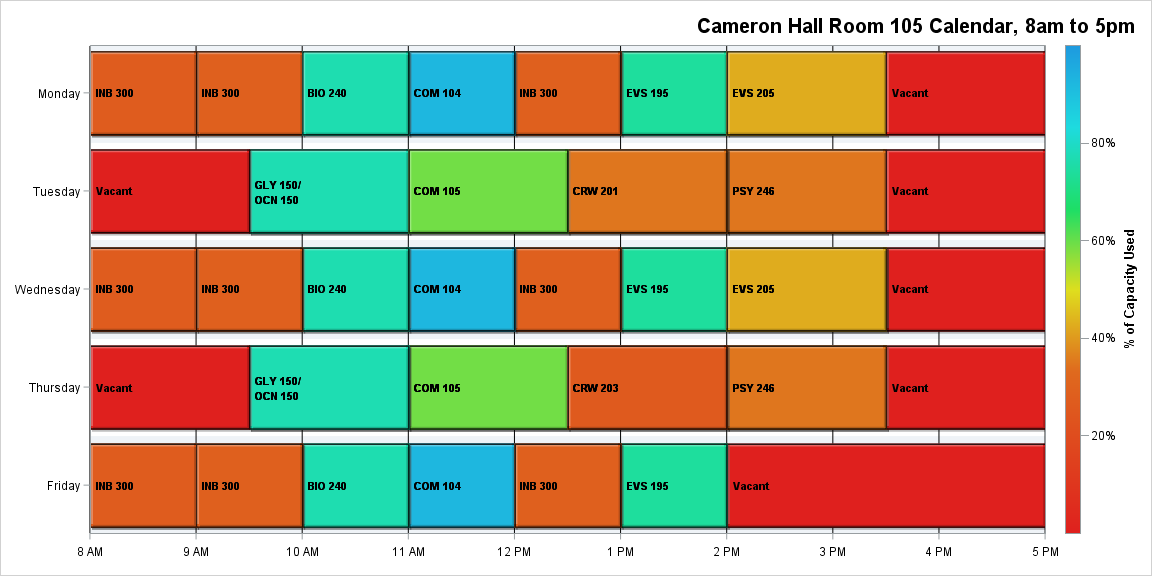 Cameron Hall Room 105 Calendar, 8am to 5pm
Monday
INB 300
INB 300
BIO 240
COM 104
INB 300
EVS 195
EVS 205
Vacant
Tuesday
Vacant
GLY 150/
OCN 150
COM 105
CRW 201
PSY 246
Vacant
Wednesday
INB 300
INB 300
BIO 240
COM 104
INB 300
EVS 195
EVS 205
Vacant
Thursday
Vacant
GLY 150/
OCN 150
COM 105
CRW 203
PSY 246
Vacant
Friday
INB 300
INB 300
BIO 240
COM 104
INB 300
EVS 195
Vacant
8 AM
9 AM
10 AM
11 AM
12 PM
1 PM
2 PM
3 PM
4 PM
5 PM
80%
60%
40%
20%
% of Capacity Used